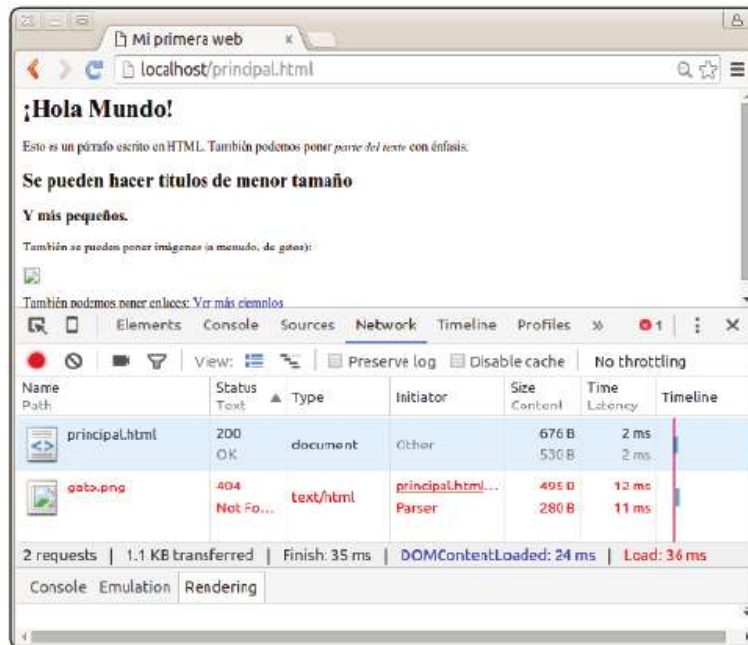 Mi primera web
localhost/principal.html
¡Hola Mundo!
Esto es un párrafo escrito en HTML. También podemos poner parte del texto con énfasis.
Se pueden hacer títulos de menor tamaño
Y más pequeños.
También se pueden poner imágenes (a menudo, de gatos):
También podemos poner enlaces: Ver más ejemplos
Elements Console Sources Network Timeline Profiles » 1
View: Preserve log Disable cache No throttling
Name Status Type Initiator Size Time Timeline
Path Text Content Latency
principal.html 200 document Other 676 B 2 ms
OK 530 B 2 ms
gato.png 404 text/html principal.html... 495 B 12 ms
Not Fo... Parser 280 B 11 ms
2 requests | 1.1 KB transferred | Finish: 35 ms | DOMContentLoaded: 24 ms | Load: 36 ms
Console Emulation Rendering